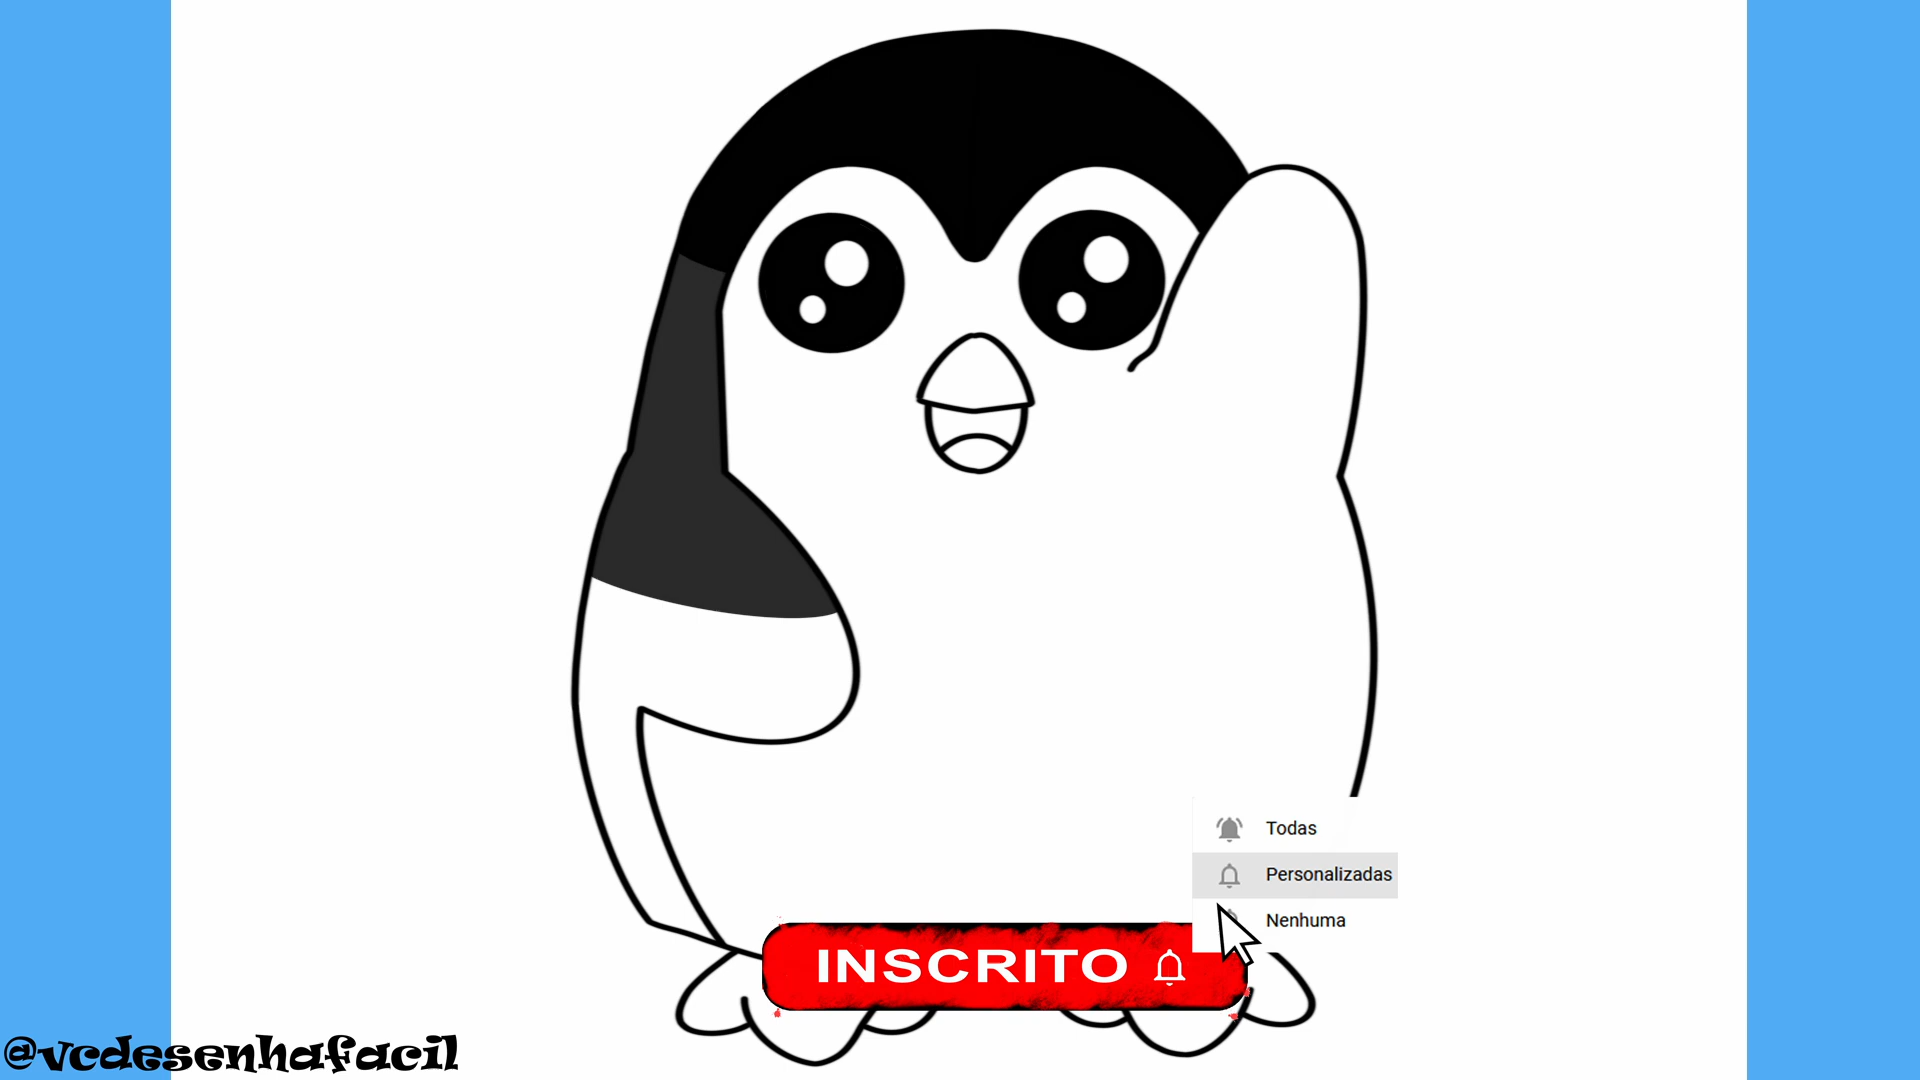 Todas
Personalizadas
Nenhuma
INSCRITO
@vcdesenhafacil